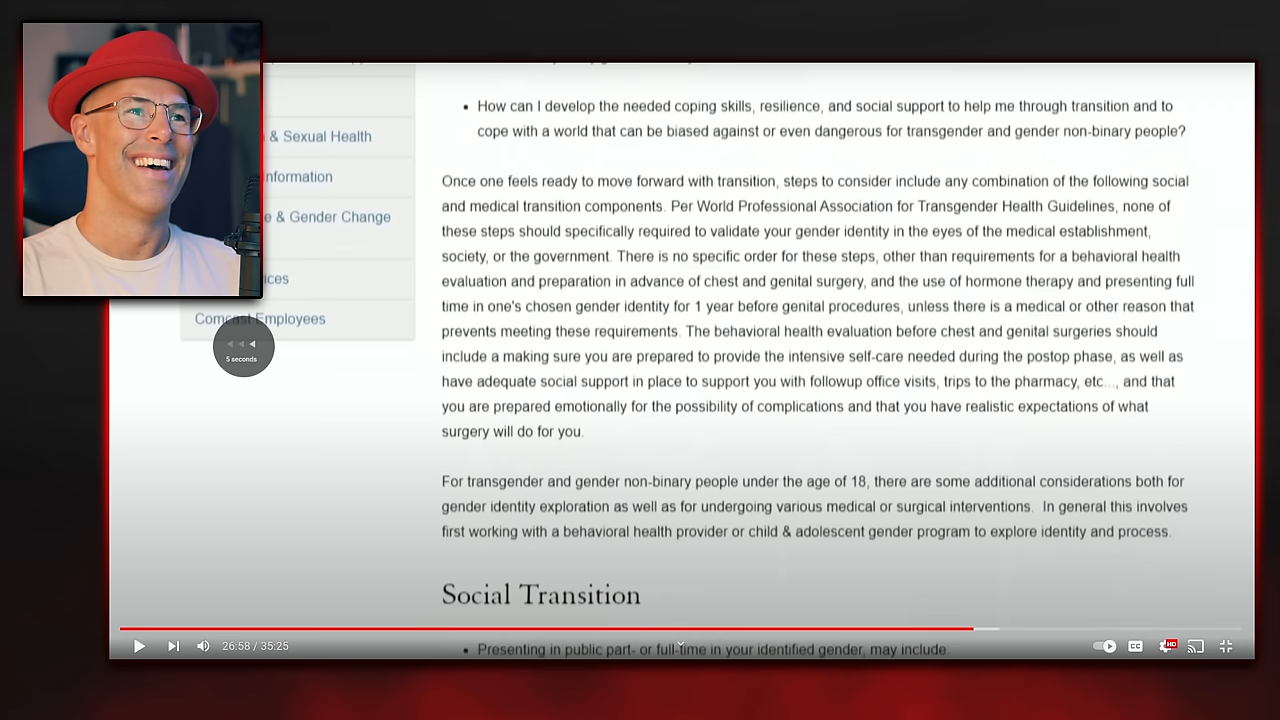 • How can I develop the needed coping skills, resilience, and social support to help me through transition and to
cope with a world that can be biased against or even dangerous for transgender and gender non-binary people?
& Sexual Health
nformation
e & Gender Change
ices
Comcast Employees
5 seconds
Once one feels ready to move forward with transition, steps to consider include any combination of the following social
and medical transition components. Per World Professional Association for Transgender Health Guidelines, none of
these steps should specifically required to validate your gender identity in the eyes of the medical establishment,
society, or the government. There is no specific order for these steps, other than requirements for a behavioral health
evaluation and preparation in advance of chest and genital surgery, and the use of hormone therapy and presenting full
time in one's chosen gender identity for 1 year before genital procedures, unless there is a medical or other reason that
prevents meeting these requirements. The behavioral health evaluation before chest and genital surgeries should
include a making sure you are prepared to provide the intensive self-care needed during the postop phase, as well as
have adequate social support in place to support you with followup office visits, trips to the pharmacy, etc..., and that
you are prepared emotionally for the possibility of complications and that you have realistic expectations of what
surgery will do for you.
For transgender and gender non-binary people under the age of 18, there are some additional considerations both for
gender identity exploration as well as for undergoing various medical or surgical interventions. In general this involves
first working with a behavioral health provider or child & adolescent gender program to explore identity and process.
Social Transition
• Presenting in public part- or full-time in your identified gender, may include:
26:58 / 35:25
CC
HD